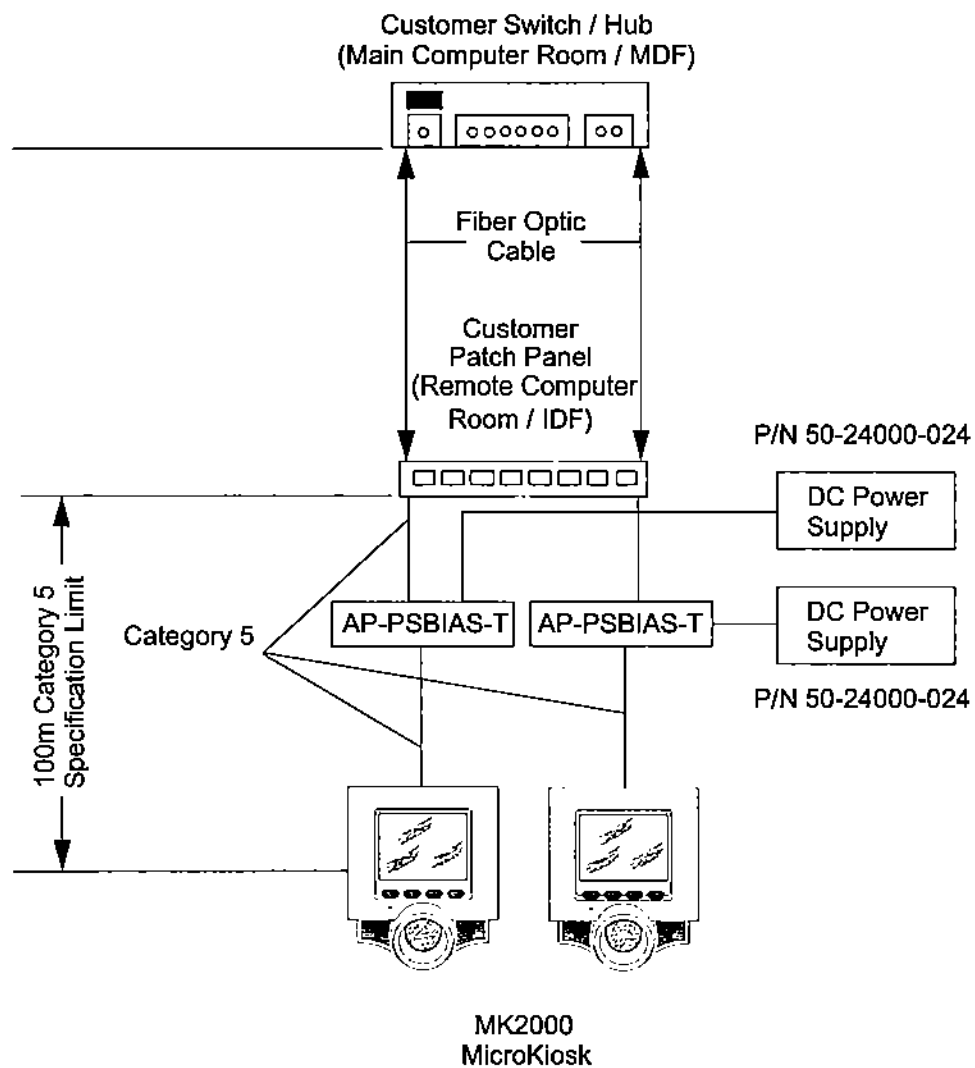 Customer Switch / Hub
(Main Computer Room / MDF)
Fiber Optic
Cable
Customer
Patch Panel
(Remote Computer
Room / IDF)
P/N 50-24000-024
DC Power
Supply
100m Category 5
Specification Limit
Category 5
AP-PSBIAS-T
AP-PSBIAS-T
DC Power
Supply
P/N 50-24000-024
MK2000
MicroKiosk